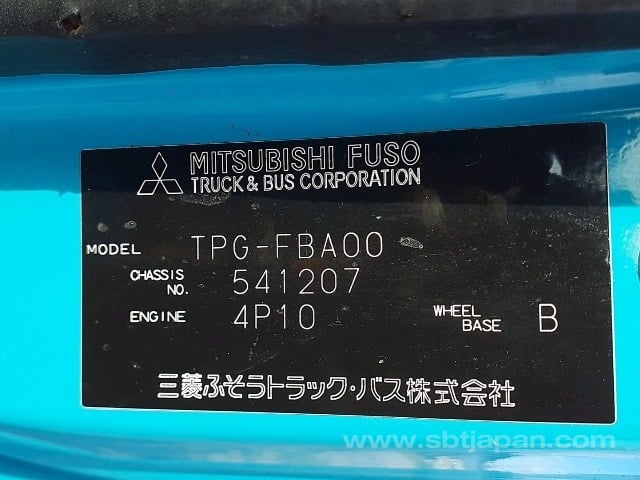 MITSUBISHI FUSO
TRUCK & BUS CORPORATION
MODEL TPG-FBA00
CHASSIS NO. 541207
ENGINE 4P10 WHEEL BASE B
三菱ふそうトラック・バス株式会社
www.sbtjapan.com